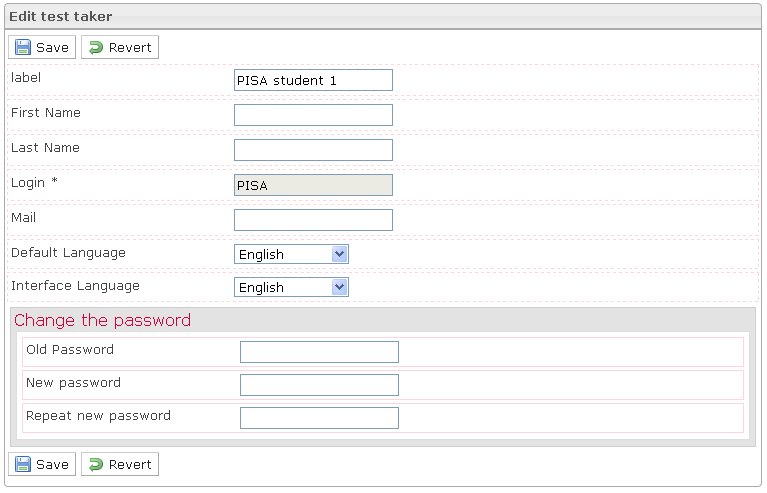 Edit test taker
Save Revert
label PISA student 1
First Name
Last Name
Login * PISA
Mail
Default Language English
Interface Language English
Change the password
Old Password
New password
Repeat new password
Save Revert